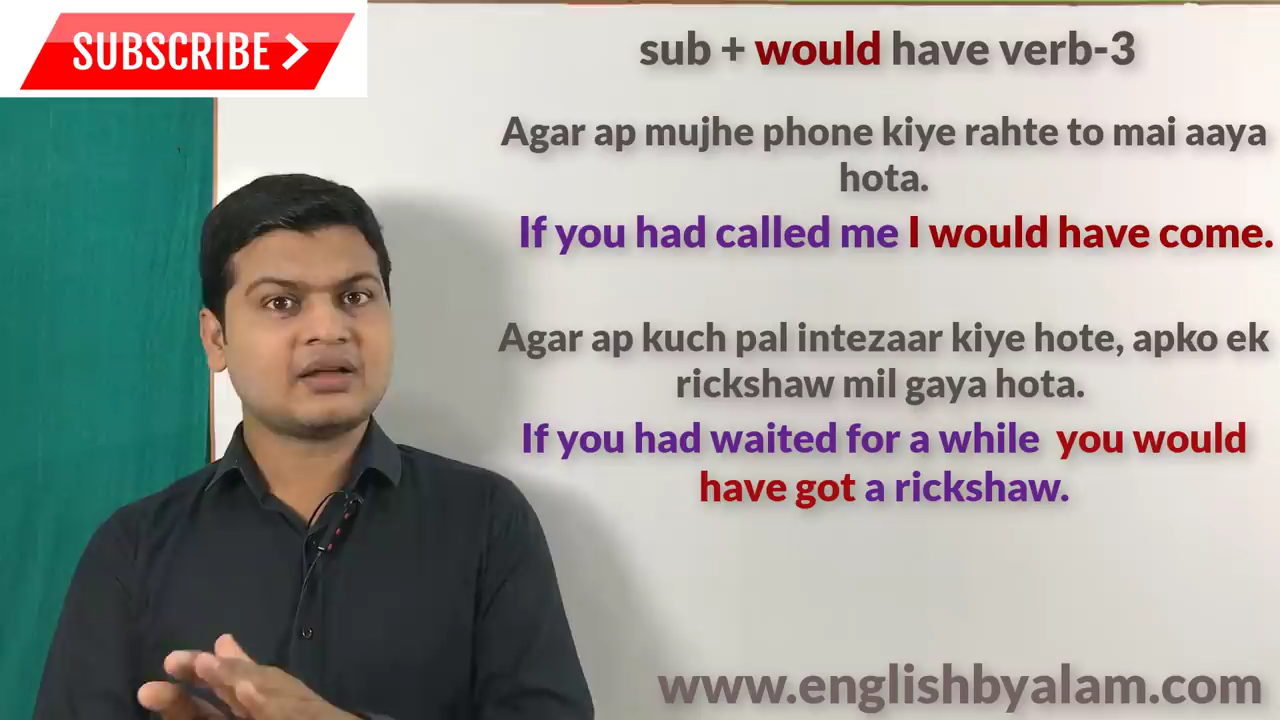 SUBSCRIBE
sub + would have verb-3
Agar ap mujhe phone kiye rahte to mai aaya
hota.
If you had called me I would have come.
Agar ap kuch pal intezaar kiye hote, apko ek
rickshaw mil gaya hota.
If you had waited for a while you would
have got a rickshaw.
www.englishbyalam.com